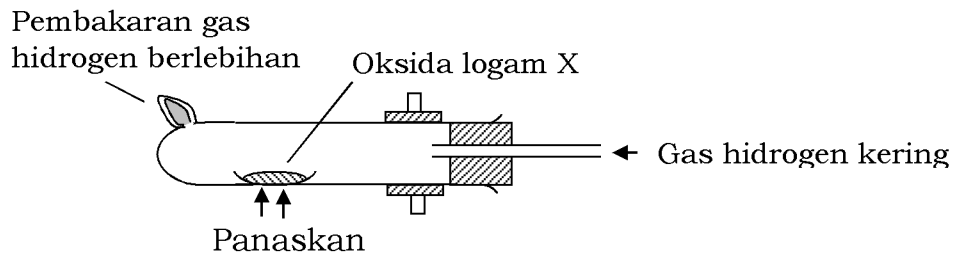 Pembakaran gas
hidrogen berlebihan
Oksida logam X
Gas hidrogen kering
Panaskan